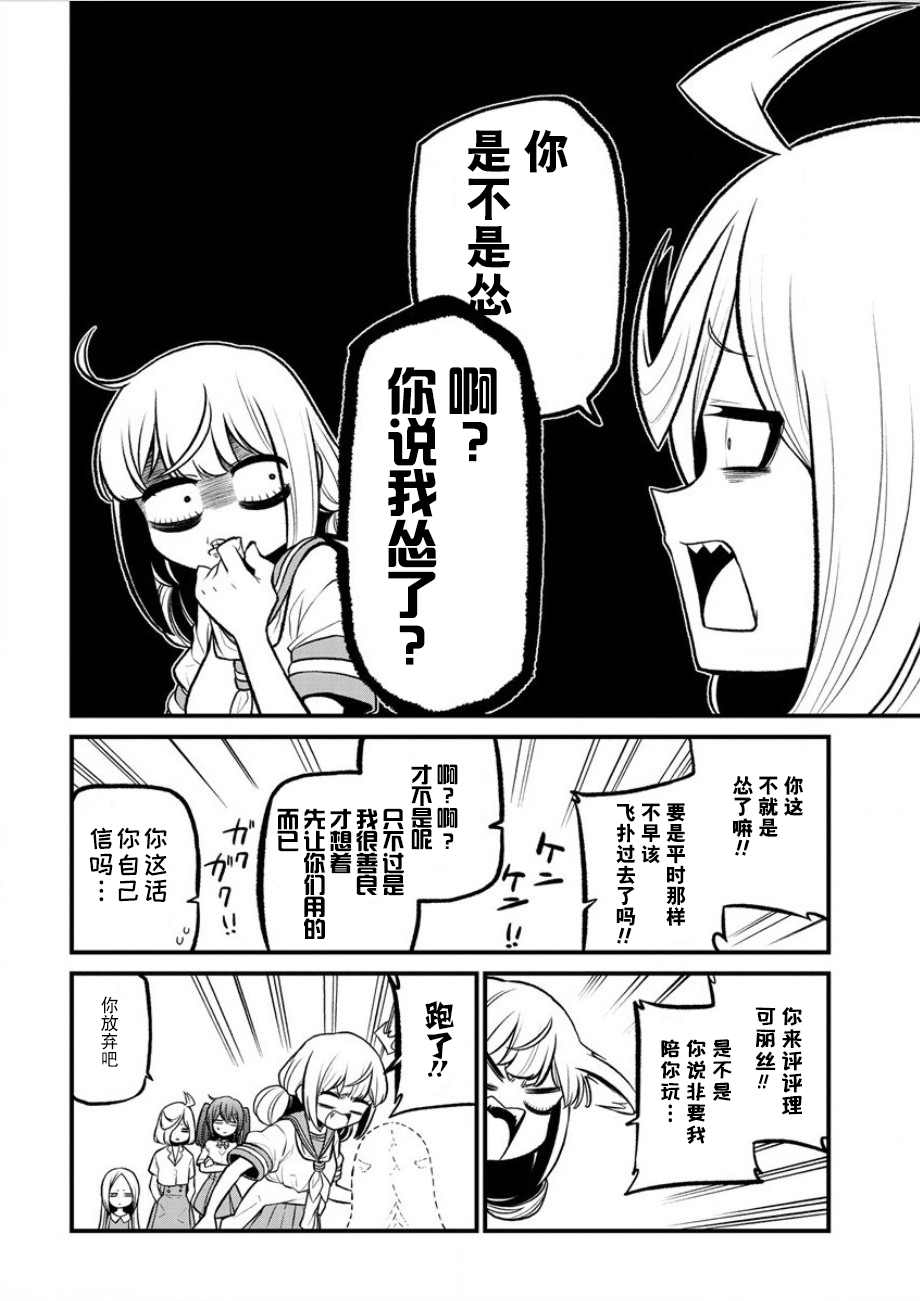 你
是不是怂
啊？
你说我怂了？
你这
不就是
怂了嘛!!
要是平时那样
不早该
飞扑过去了吗!!
ケン
ケン!!
啊？啊？
才不是呢
只不过是
我很善良
才想着
先让你们用的
而已
ガク
ガク!!
你这话
你自己
信吗…
你来评评理
可丽丝!!
是不是
你说非要我
陪你玩…
跑了!!
你放弃吧